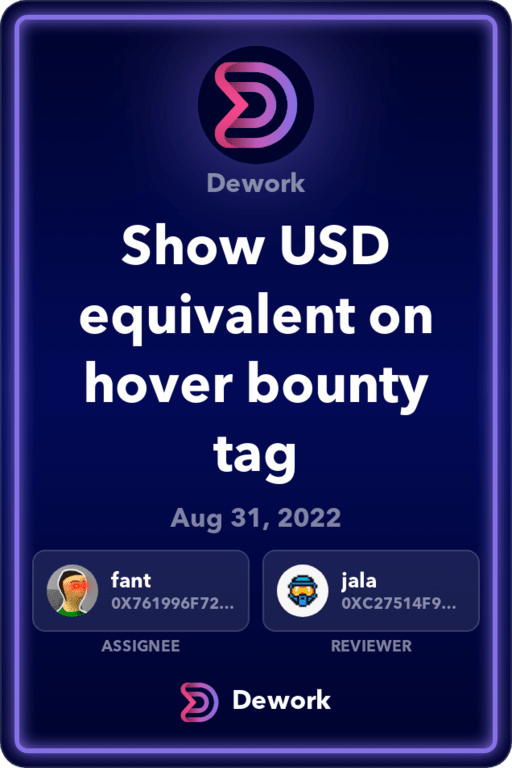 Dework
Show USD
equivalent on
hover bounty
tag
Aug 31, 2022
fant
0X761996F72...
ASSIGNEE
jala
0XC27514F9...
REVIEWER
Dework